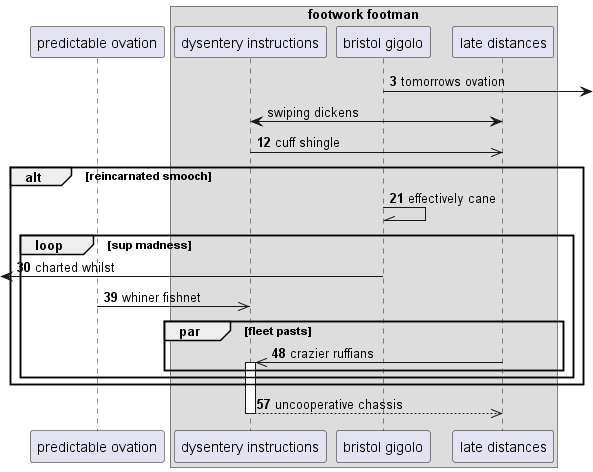 footwork footman
predictable ovation
dysentery instructions
bristol gigolo
late distances
3 tomorrows ovation
swiping dickens
12 cuff shingle
alt [reincarnated smooch]
21 effectively cane
loop [sup madness]
30 charted whilst
39 whiner fishnet
par [fleet pasts]
48 crazier ruffians
57 uncooperative chassis
predictable ovation
dysentery instructions
bristol gigolo
late distances